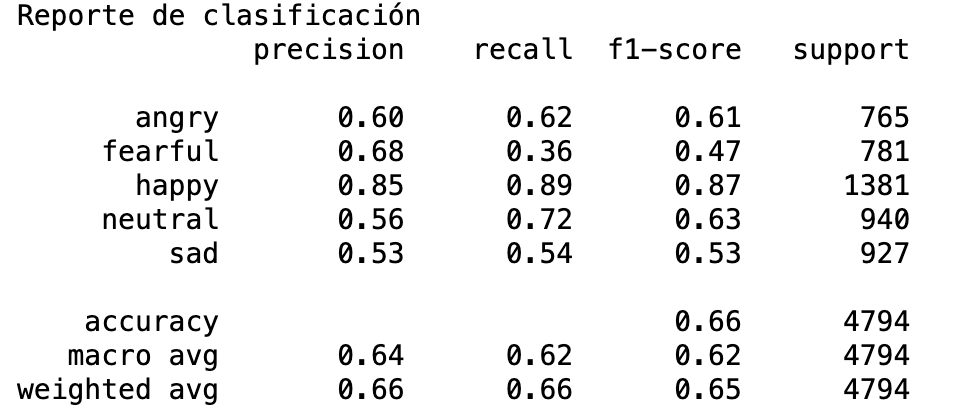 Reporte de clasificación
precision recall f1-score support
angry 0.60 0.62 0.61 765
fearful 0.68 0.36 0.47 781
happy 0.85 0.89 0.87 1381
neutral 0.56 0.72 0.63 940
sad 0.53 0.54 0.53 927
accuracy 0.66 4794
macro avg 0.64 0.62 0.62 4794
weighted avg 0.66 0.66 0.65 4794